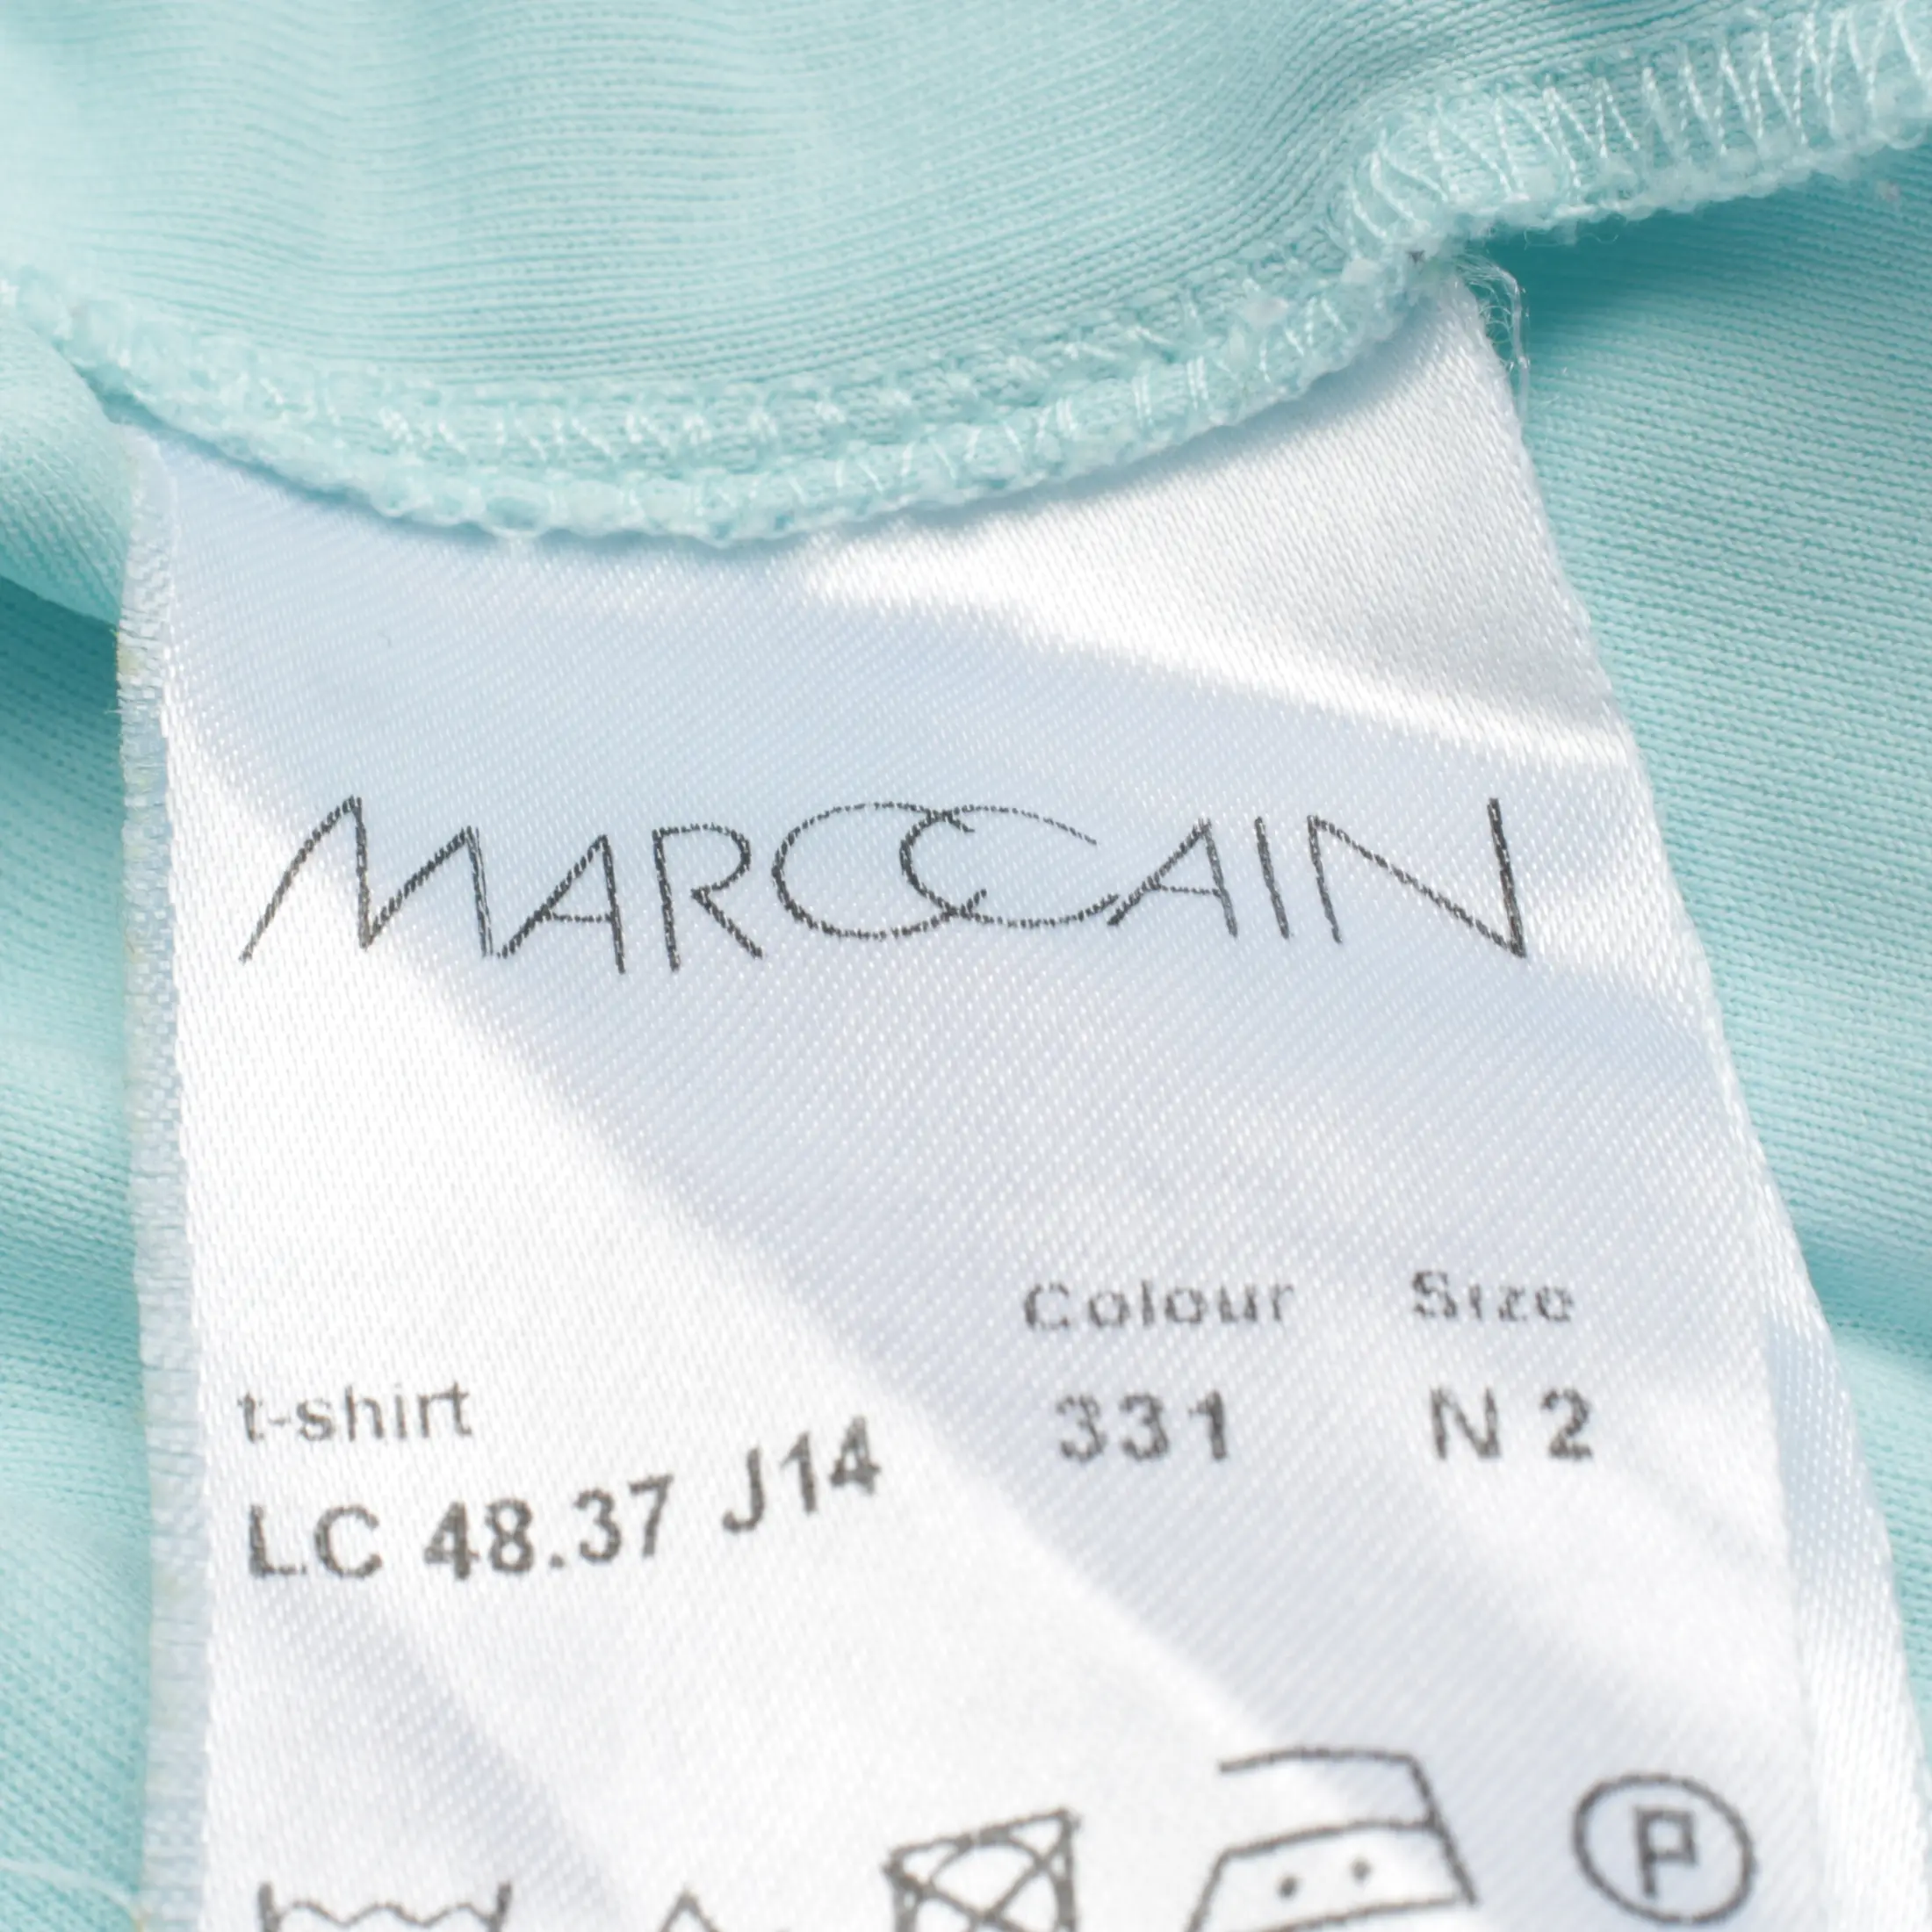 MARCCAIN
Colour Size
t-shirt 331 N 2
LC 48.37 J14
P